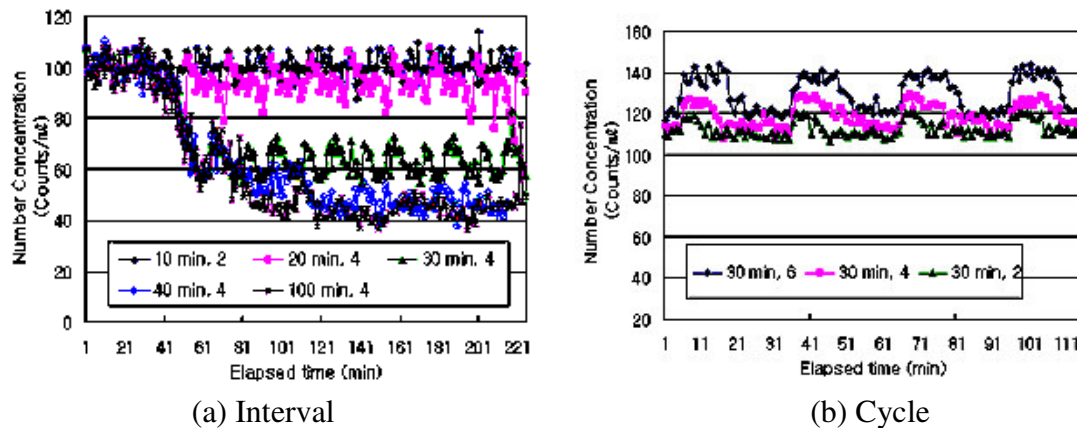 120
100
80
60
40
20
0
Number Concentration
(Counts/mℓ)
10 min, 2
20 min, 4
30 min, 4
40 min, 4
100 min, 4
1 21 41 61 81 101 121 141 161 181 201 221
Elapsed time (min)
(a) Interval
160
140
120
100
80
60
40
20
Number Concentration
(Counts/mℓ)
30 min, 6
30 min, 4
30 min, 2
1 11 21 31 41 51 61 71 81 91 101 111
Elapsed time (min)
(b) Cycle